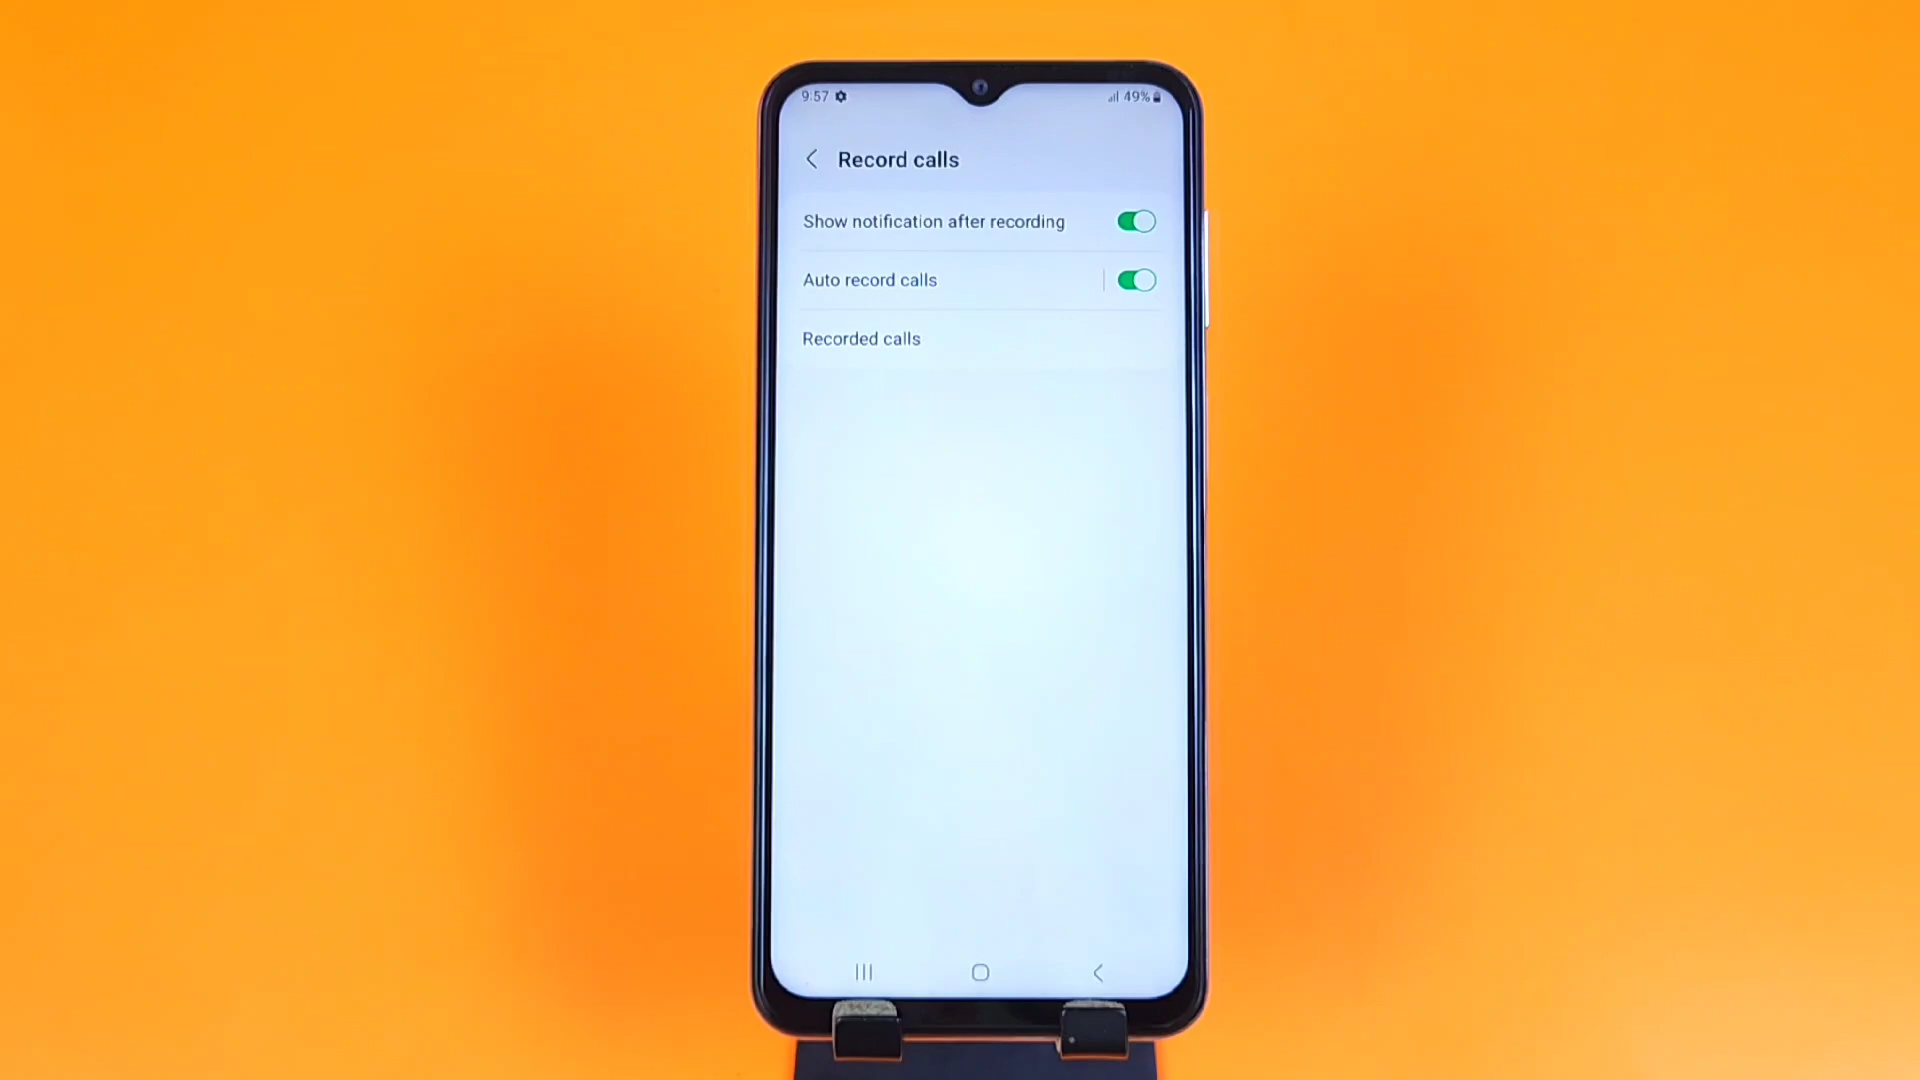 9:57 49%
Record calls
Show notification after recording
Auto record calls
Recorded calls